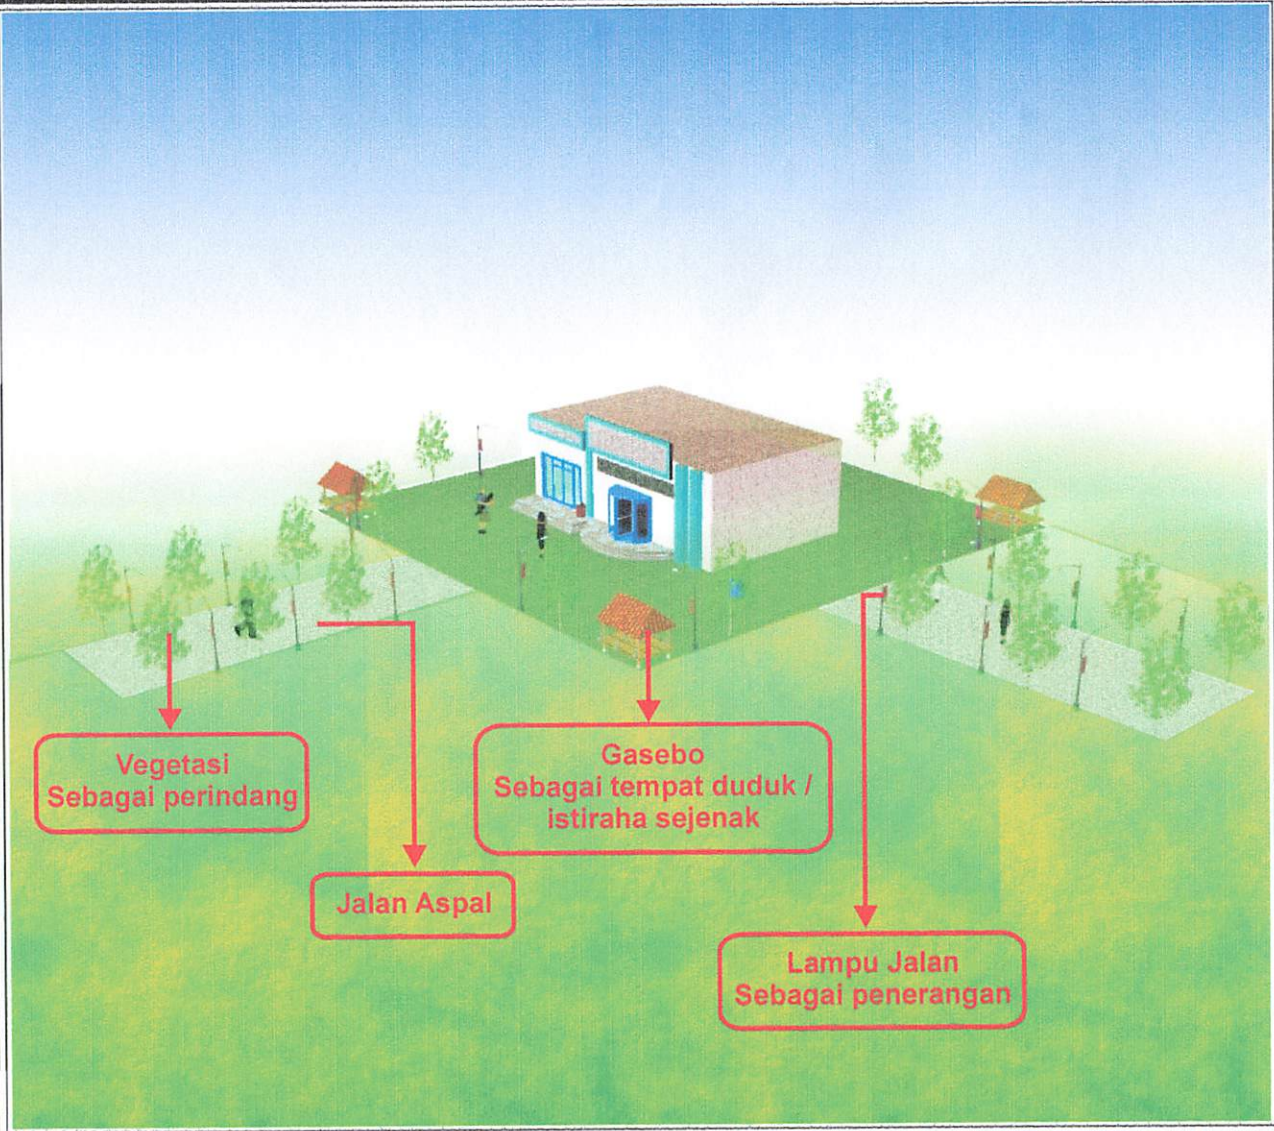 Vegetasi
Sebagai perindang
Jalan Aspal
Gasebo
Sebagai tempat duduk /
istiraha sejenak
Lampu Jalan
Sebagai penerangan